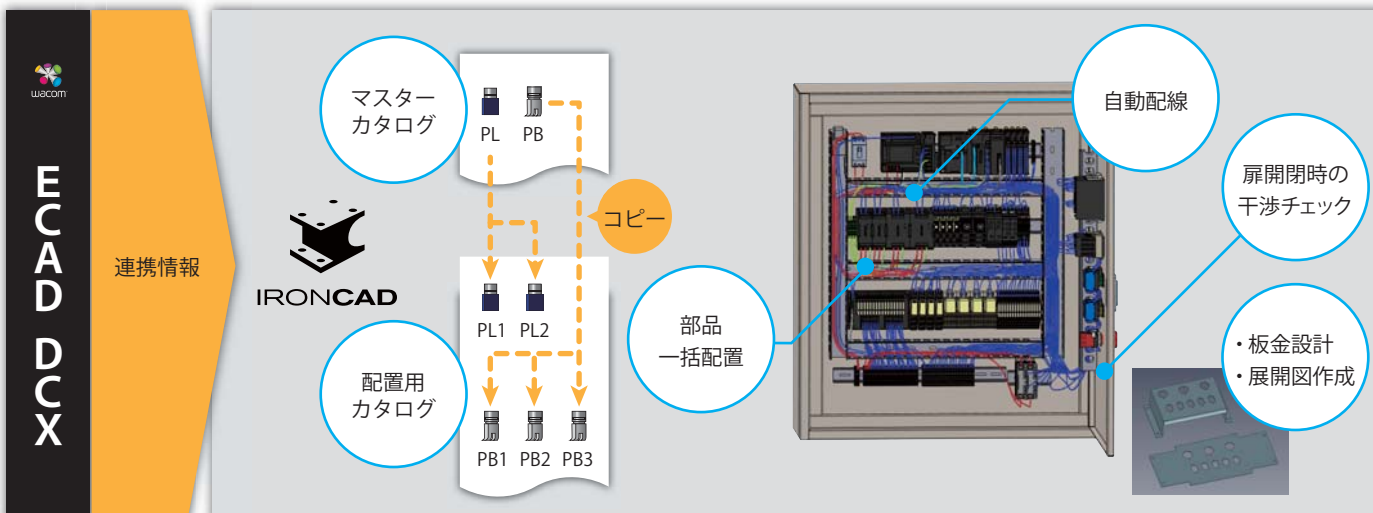 wacom
ECAD DCX
連携情報
IRONCAD
マスター
カタログ
PL PB
コピー
PL1 PL2
配置用
カタログ
PB1 PB2 PB3
自動配線
部品
一括配置
扉開閉時の
干渉チェック
・板金設計
・展開図作成